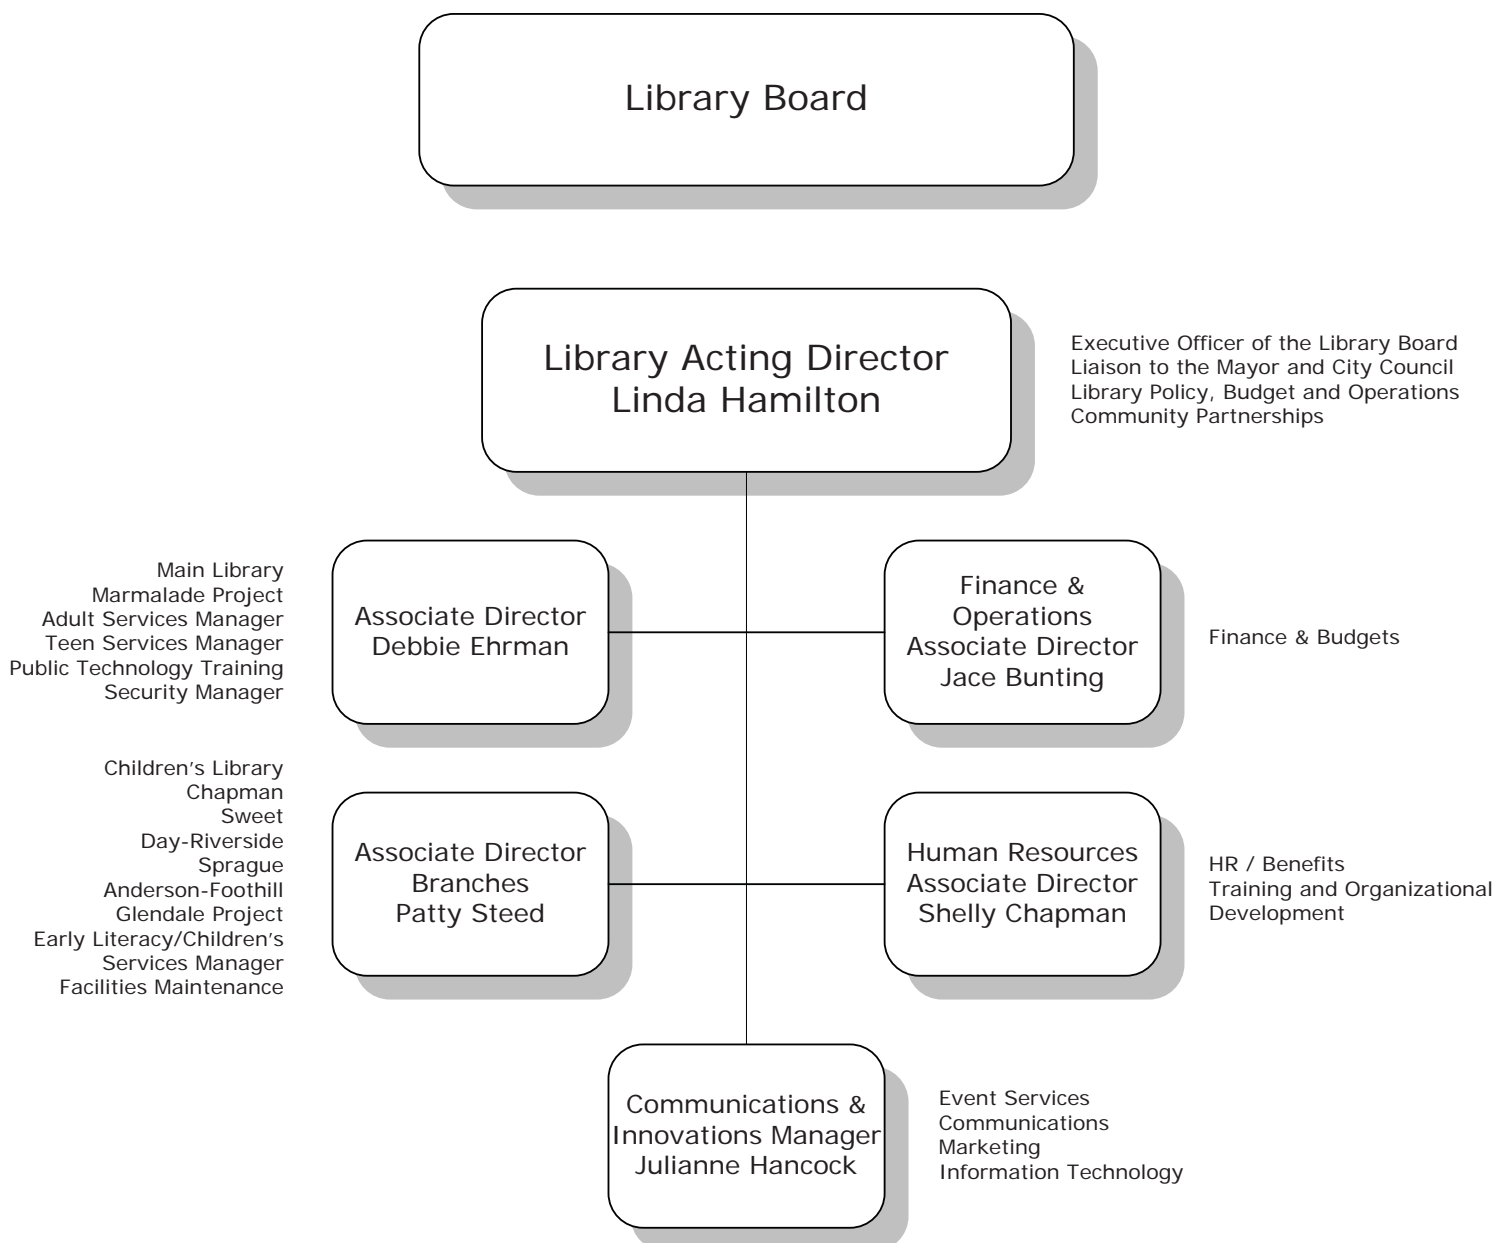 Library Board
Library Acting Director
Linda Hamilton
Executive Officer of the Library Board
Liaison to the Mayor and City Council
Library Policy, Budget and Operations
Community Partnerships
Main Library
Marmalade Project
Adult Services Manager
Teen Services Manager
Public Technology Training
Security Manager
Associate Director
Debbie Ehrman
Finance &
Operations
Associate Director
Jace Bunting
Finance & Budgets
Children's Library
Chapman
Sweet
Day-Riverside
Sprague
Anderson-Foothill
Glendale Project
Early Literacy/Children's
Services Manager
Facilities Maintenance
Associate Director
Branches
Patty Steed
Human Resources
Associate Director
Shelly Chapman
HR / Benefits
Training and Organizational
Development
Communications &
Innovations Manager
Julianne Hancock
Event Services
Communications
Marketing
Information Technology